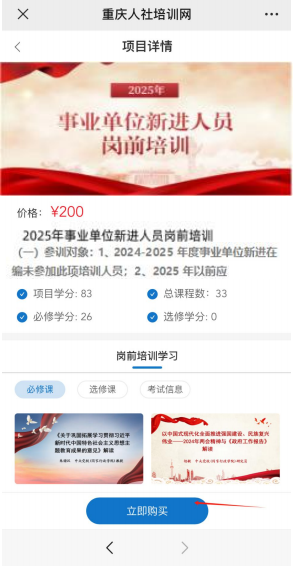 重庆人社培训网
项目详情
2025年
事业单位新进人员
岗前培训
价格: ¥200
2025年事业单位新进人员岗前培训
（一）参训对象：1、2024-2025 年度事业单位新进在
编未参加此项培训人员；2、2025 年以前应
项目学分: 83
总课程数: 33
必修学分: 26
选修学分: 0
岗前培训学习
必修课
选修课
考试信息
《关于巩固拓展学习贯彻习近平
新时代中国特色社会主义思想主
题教育成果的意见》解读
以中国式现代化全面推进强国建设、民族复兴
伟业——2024年两会精神与《政府工作报告》
解读
立即购买